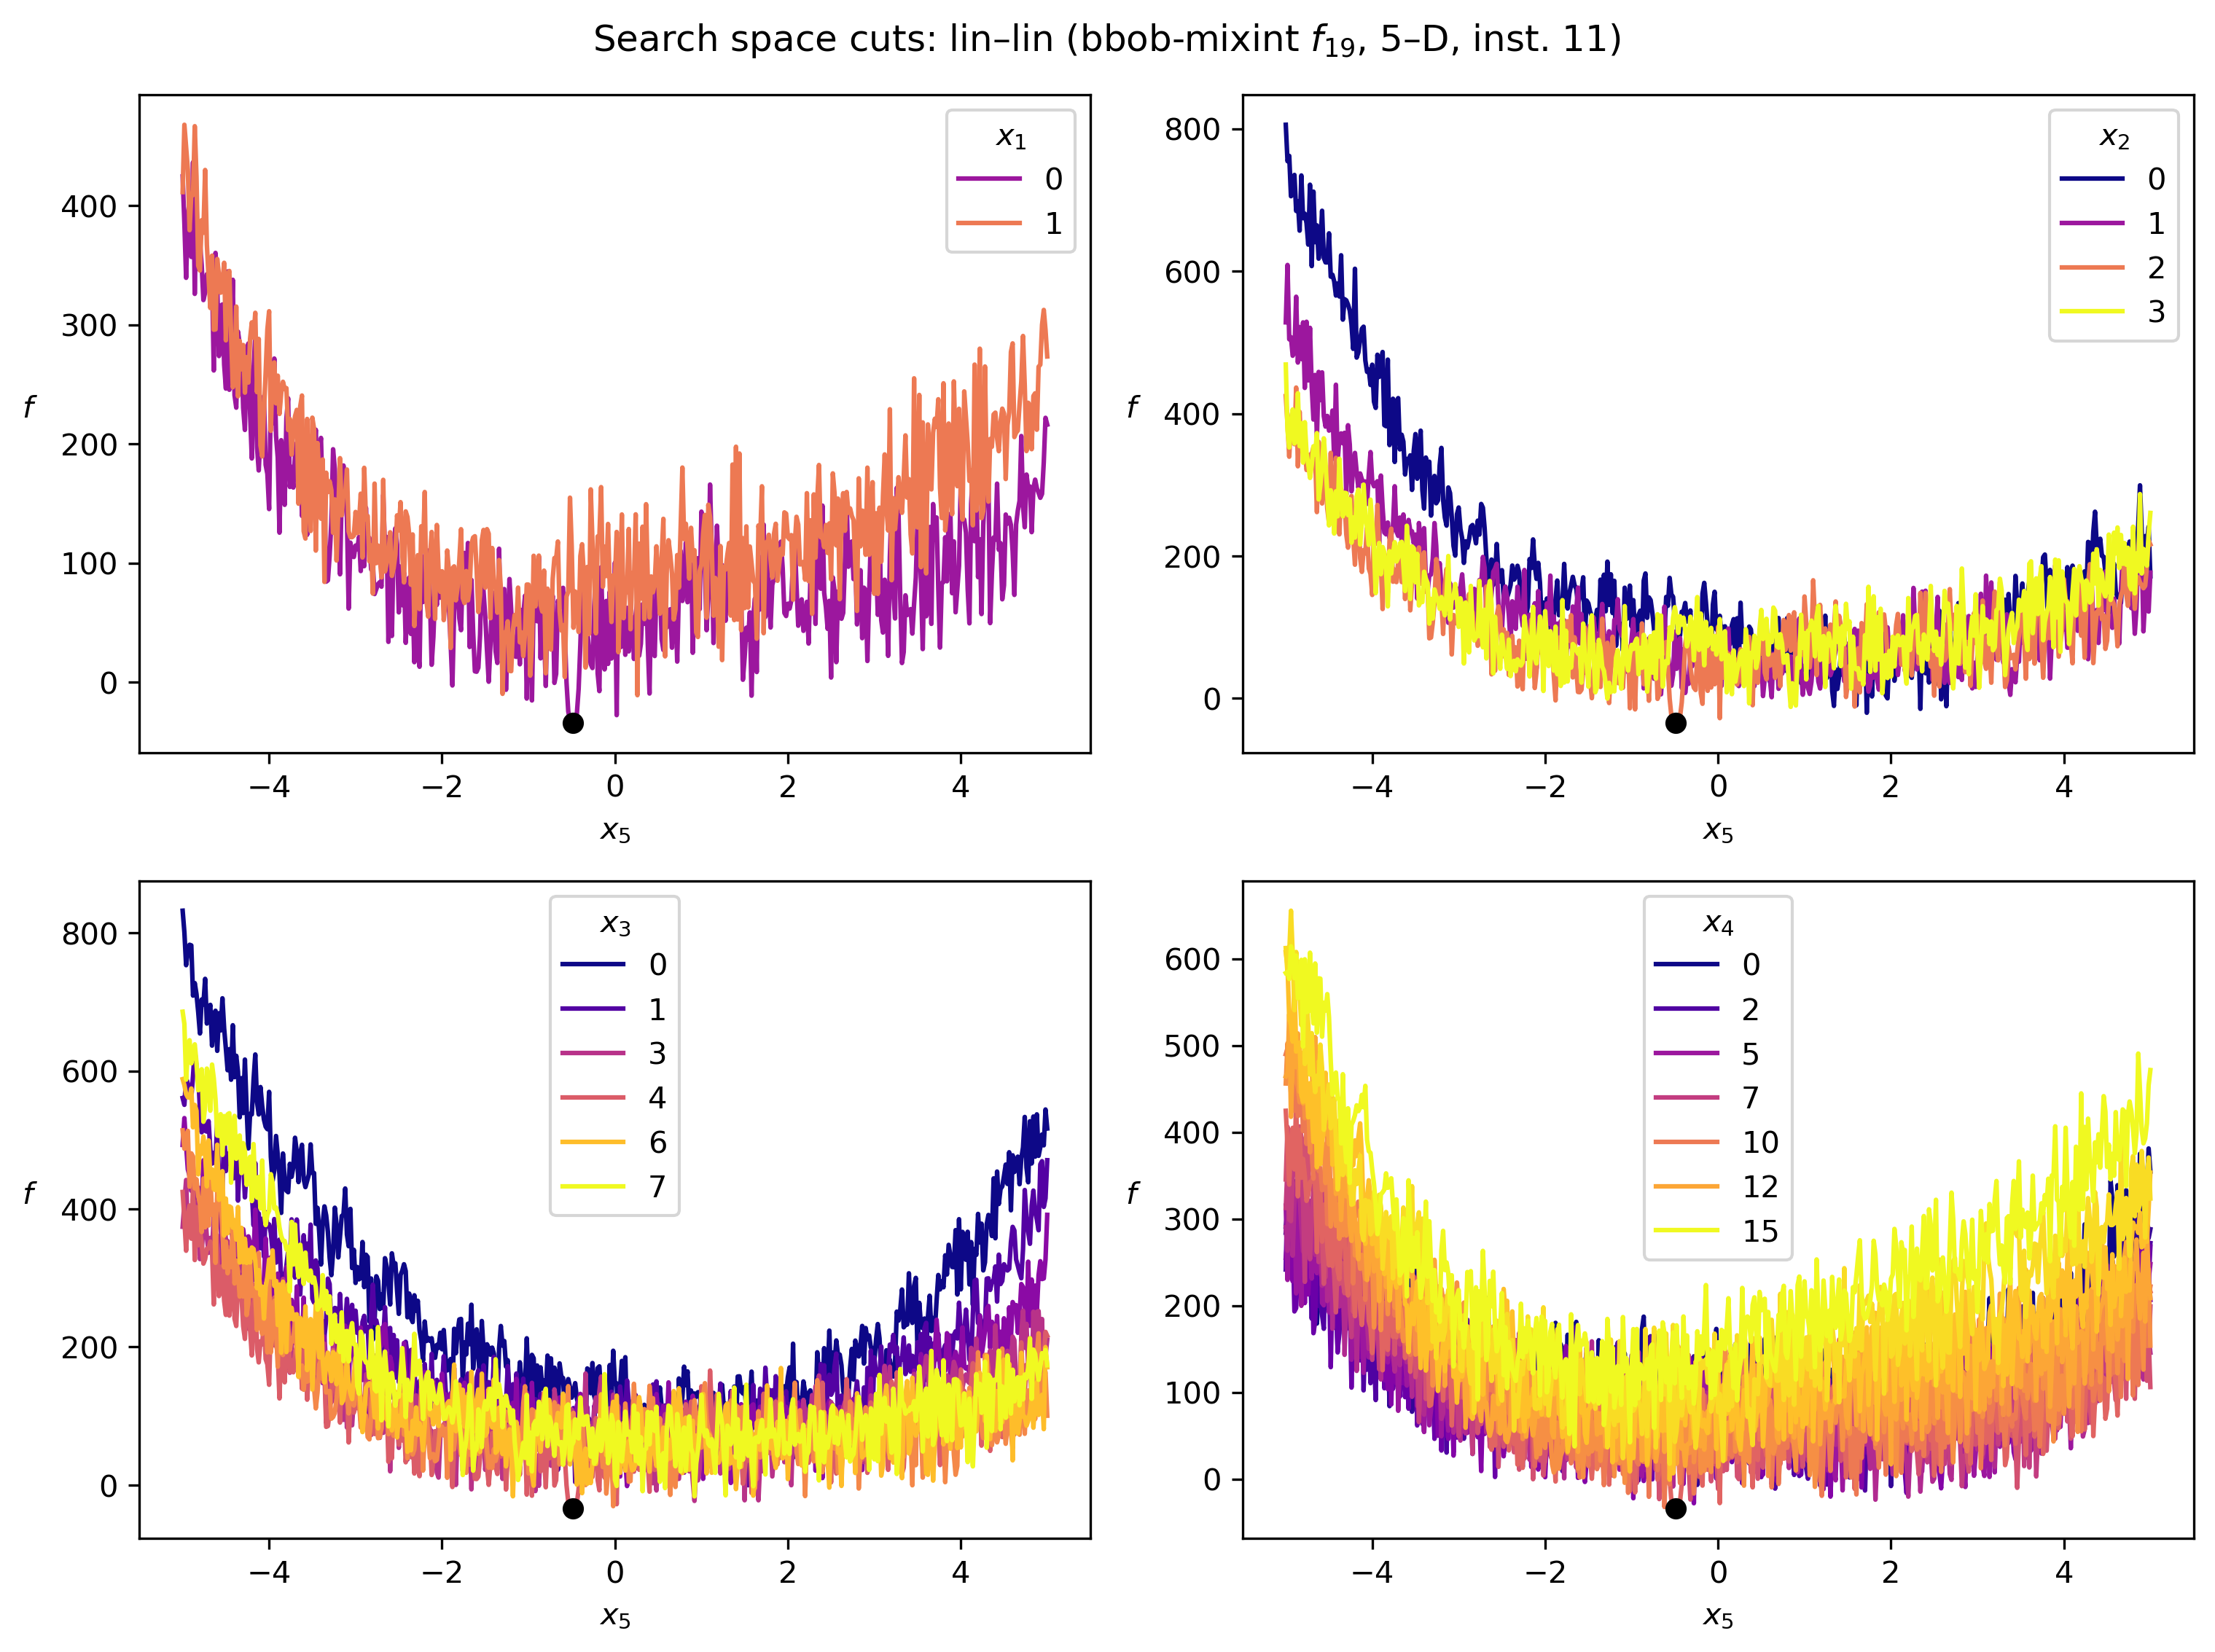 Search space cuts: lin–lin (bbob-mixint f₁₉, 5–D, inst. 11)
f
400
300
200
100
0
−4 −2 0 2 4
x₅
x₁
0
1
f
800
600
400
200
0
−4 −2 0 2 4
x₅
x₂
0
1
2
3
f
800
600
400
200
0
−4 −2 0 2 4
x₅
x₃
0
1
3
4
6
7
f
600
500
400
300
200
100
0
−4 −2 0 2 4
x₅
x₄
0
2
5
7
10
12
15